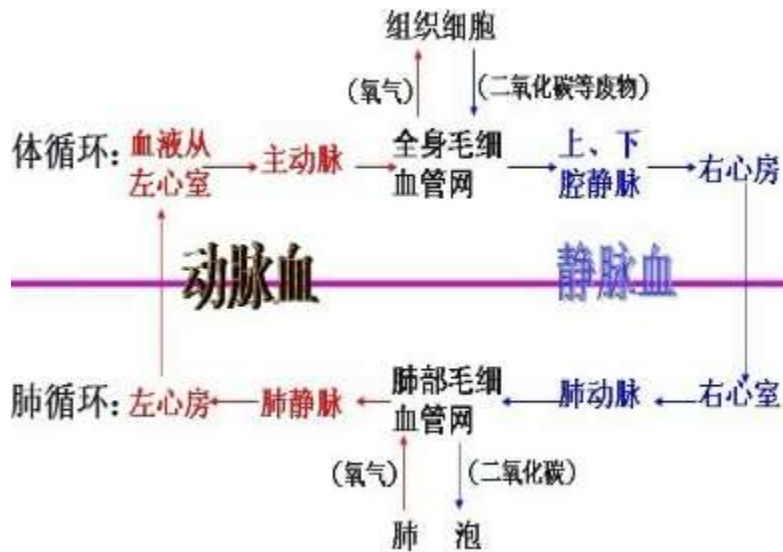 组织细胞
(氧气)
(二氧化碳等废物)
体循环:
血液从
左心室
主动脉
全身毛细
血管网
上、下
腔静脉
右心房
动脉血
静脉血
肺循环:
左心房
肺静脉
肺部毛细
血管网
肺动脉
右心室
(氧气)
(二氧化碳)
肺 泡